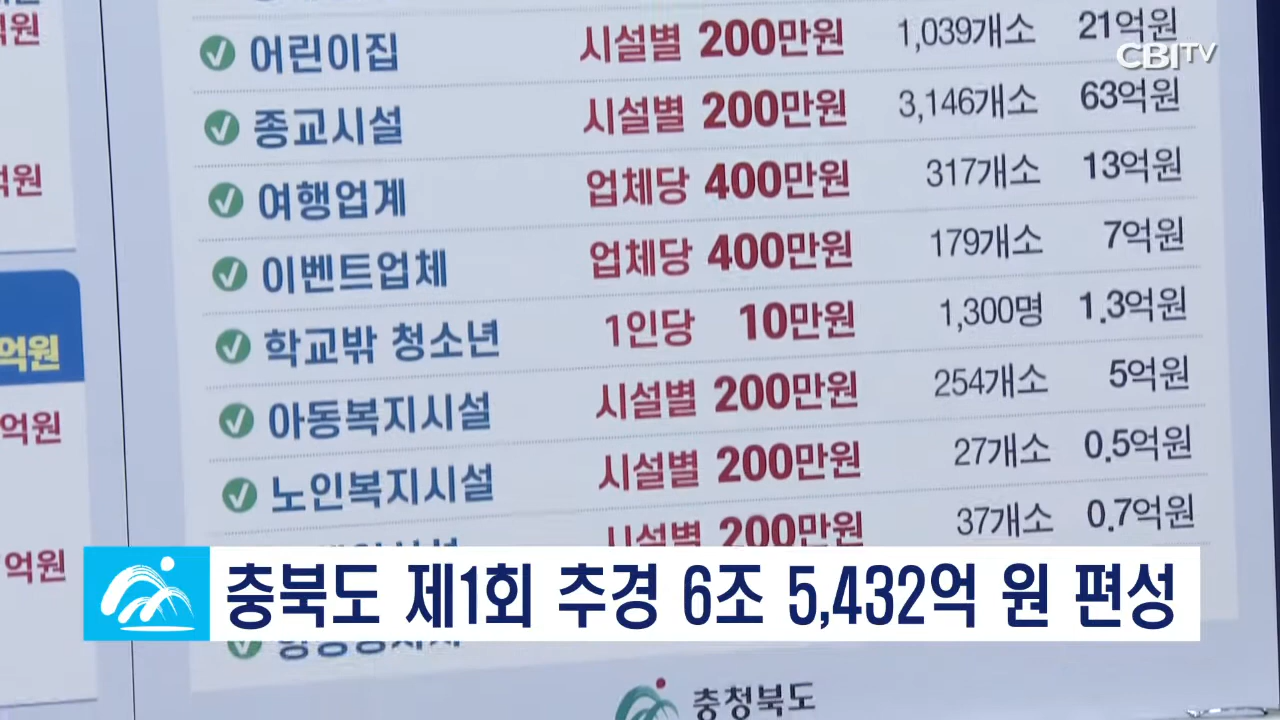 CBITV
어린이집 시설별 200만원 1,039개소 21억원
종교시설 시설별 200만원 3,146개소 63억원
여행업계 업체당 400만원 317개소 13억원
이벤트업체 업체당 400만원 179개소 7억원
학교밖 청소년 1인당 10만원 1,300명 1.3억원
아동복지시설 시설별 200만원 254개소 5억원
노인복지시설 시설별 200만원 27개소 0.5억원
시설별 200만원 37개소 0.7억원
억원
억원
억원
억원
억원
충북도 제1회 추경 6조 5,432억 원 편성
충청북도